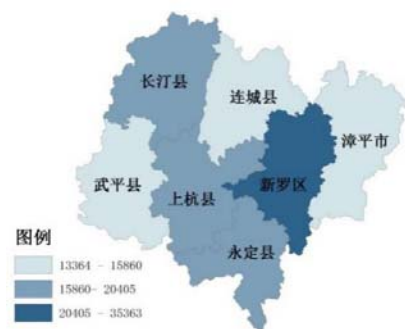 长汀县
连城县
漳平市
武平县
上杭县
新罗区
永定县
图例
13364 - 15860
15860- 20405
20405 - 35363